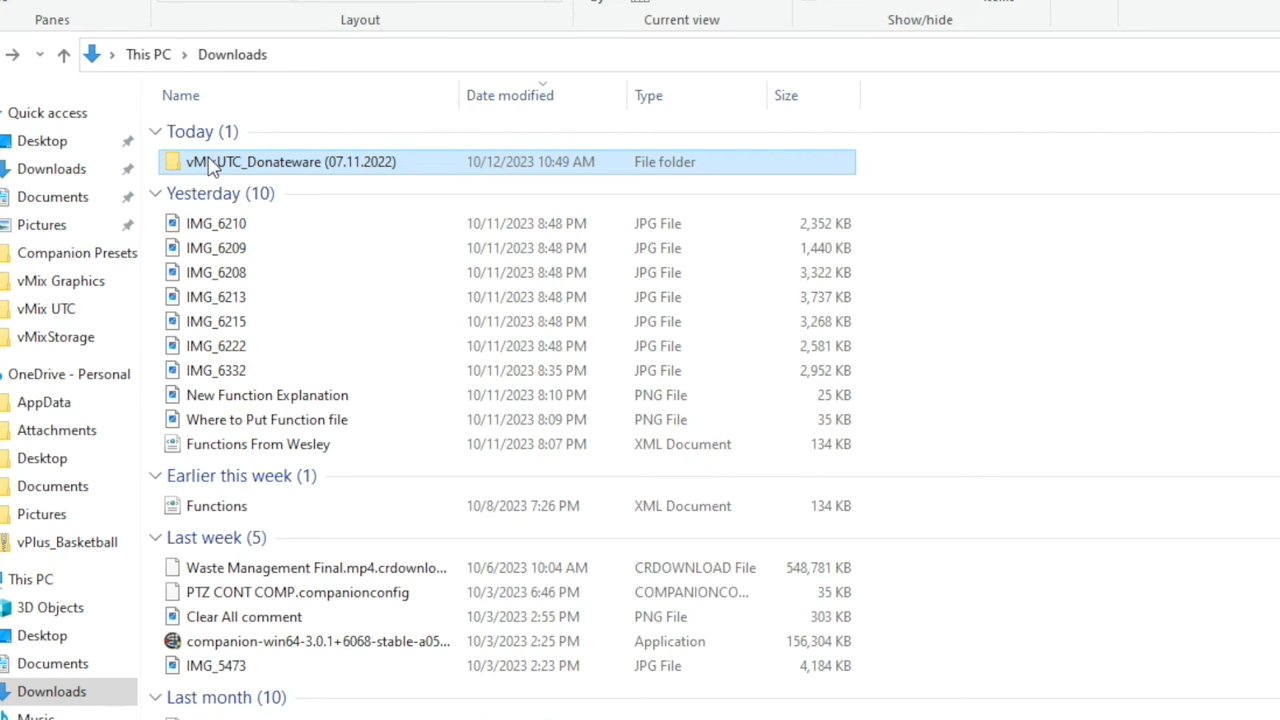 Panes Layout Current view Show/hide
This PC > Downloads
Name Date modified Type Size
Quick access
Desktop
Downloads
Documents
Pictures
Companion Presets
vMix Graphics
vMix UTC
vMixStorage
OneDrive - Personal
AppData
Attachments
Desktop
Documents
Pictures
vPlus_Basketball
This PC
3D Objects
Desktop
Documents
Downloads
Music
Today (1)
vMixUTC_Donateware (07.11.2022) 10/12/2023 10:49 AM File folder
Yesterday (10)
IMG_6210 10/11/2023 8:48 PM JPG File 2,352 KB
IMG_6209 10/11/2023 8:48 PM JPG File 1,440 KB
IMG_6208 10/11/2023 8:48 PM JPG File 3,322 KB
IMG_6213 10/11/2023 8:48 PM JPG File 3,737 KB
IMG_6215 10/11/2023 8:48 PM JPG File 3,268 KB
IMG_6222 10/11/2023 8:48 PM JPG File 2,581 KB
IMG_6332 10/11/2023 8:35 PM JPG File 2,952 KB
New Function Explanation 10/11/2023 8:10 PM PNG File 25 KB
Where to Put Function file 10/11/2023 8:09 PM PNG File 35 KB
Functions From Wesley 10/11/2023 8:07 PM XML Document 134 KB
Earlier this week (1)
Functions 10/8/2023 7:26 PM XML Document 134 KB
Last week (5)
Waste Management Final.mp4.crdownlo... 10/6/2023 10:04 AM CRDOWNLOAD File 548,781 KB
PTZ CONT COMP.companionconfig 10/3/2023 6:46 PM COMPANIONCO... 35 KB
Clear All comment 10/3/2023 2:55 PM PNG File 303 KB
companion-win64-3.0.1+6068-stable-a05... 10/3/2023 2:25 PM Application 156,304 KB
IMG_5473 10/3/2023 2:23 PM JPG File 4,184 KB
Last month (10)